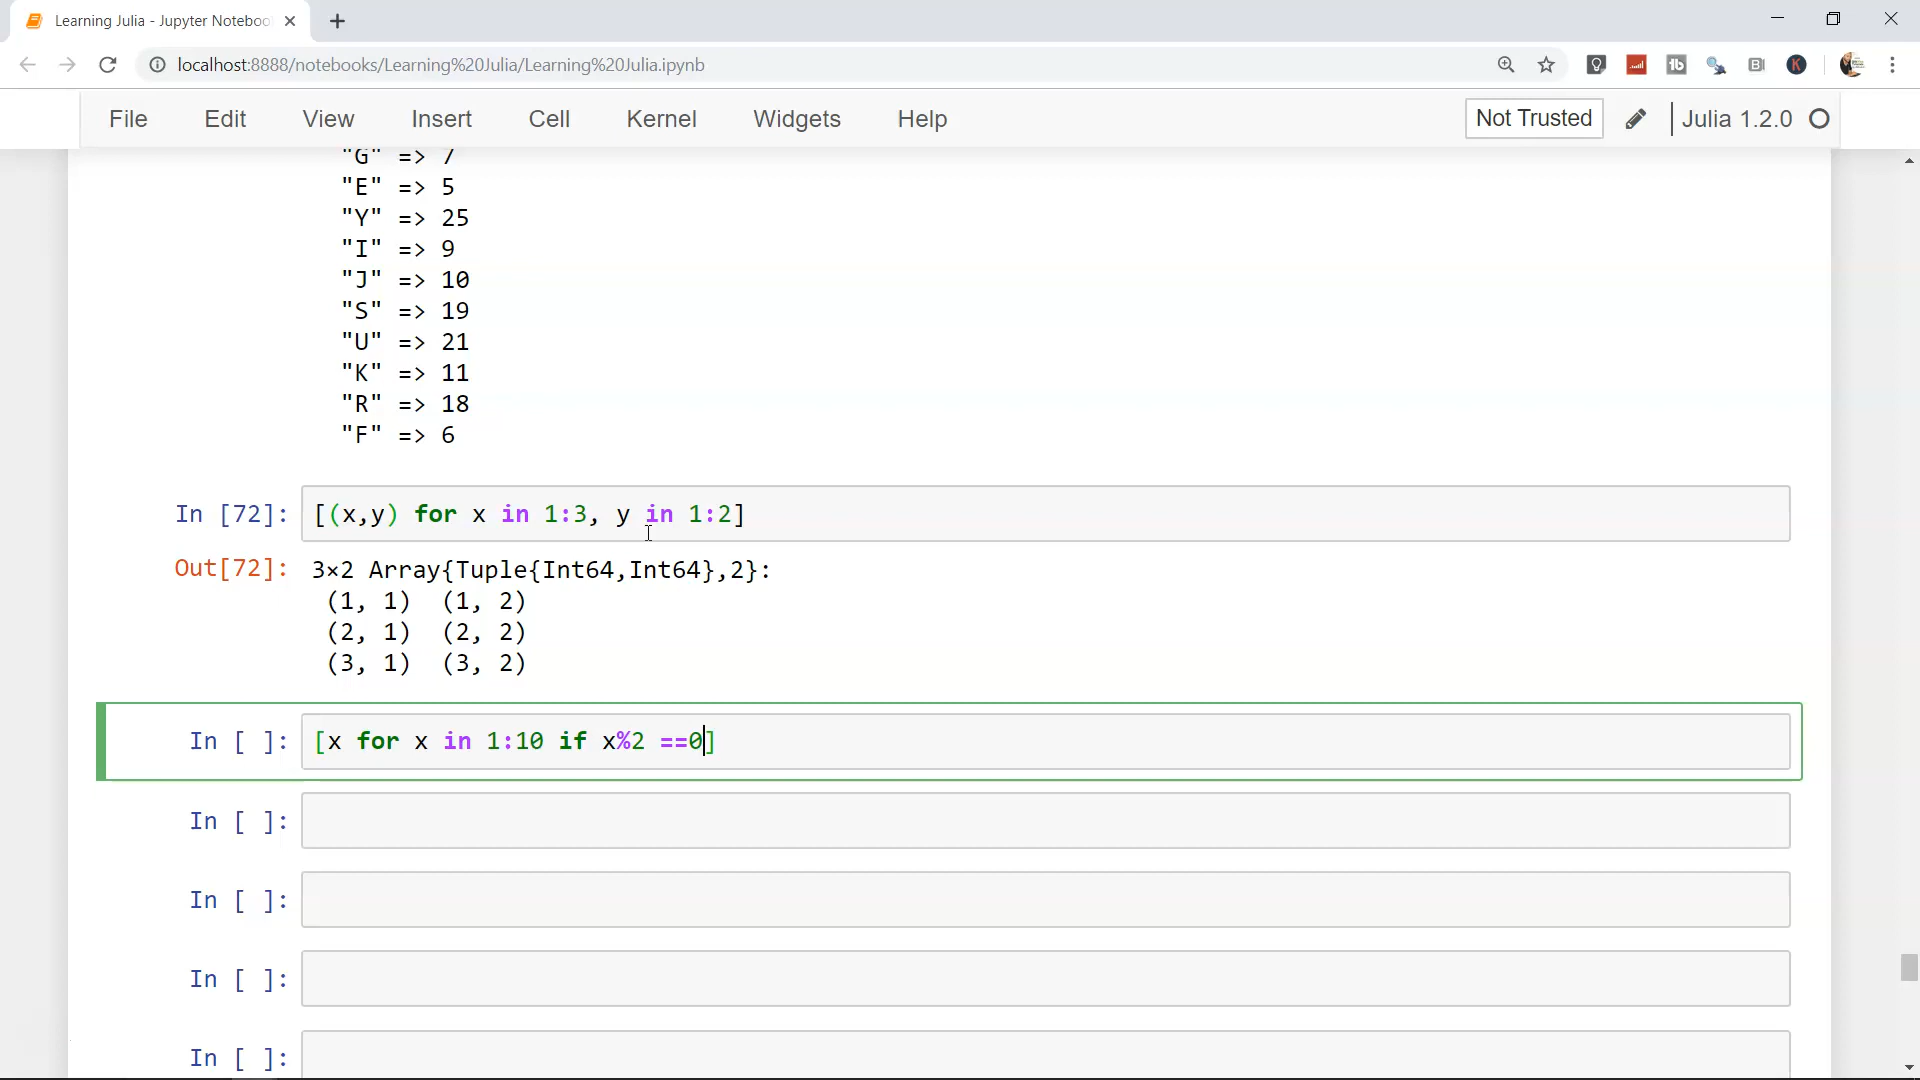 Learning Julia - Jupyter Noteboo
localhost:8888/notebooks/Learning%20Julia/Learning%20Julia.ipynb
File Edit View Insert Cell Kernel Widgets Help Not Trusted Julia 1.2.0
"G" => 7
"E" => 5
"Y" => 25
"I" => 9
"J" => 10
"S" => 19
"U" => 21
"K" => 11
"R" => 18
"F" => 6
In [72]: [(x,y) for x in 1:3, y in 1:2]
Out[72]: 3×2 Array{Tuple{Int64,Int64},2}:
(1, 1) (1, 2)
(2, 1) (2, 2)
(3, 1) (3, 2)
In [ ]: [x for x in 1:10 if x%2 ==0]
In [ ]:
In [ ]:
In [ ]:
In [ ]: